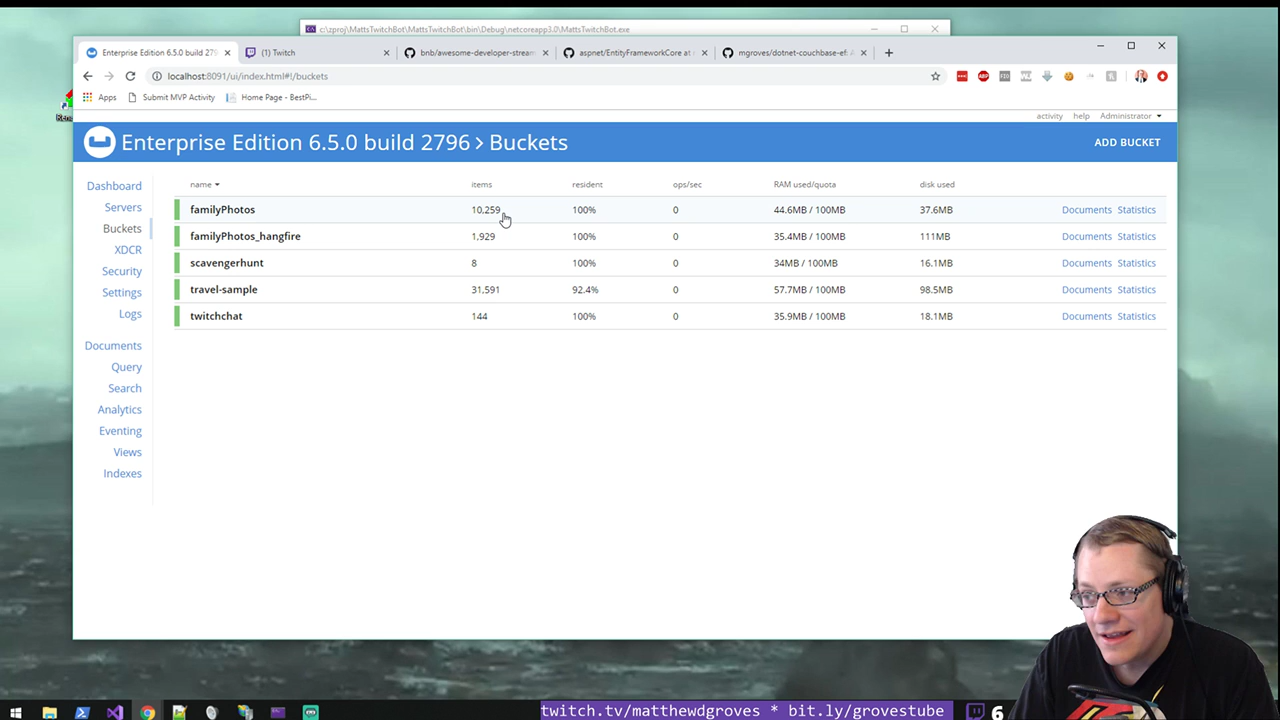 c:\zproj\MattsTwitchBot\MattsTwitchBot\bin\Debug\netcoreapp3.0\MattsTwitchBot.exe
Enterprise Edition 6.5.0 build 279
(1) Twitch
bnb/awesome-developer-stream
aspnet/EntityFrameworkCore at
mgroves/dotnet-couchbase-ef: A
localhost:8091/ui/index.html#!/buckets
ABP
Apps
Submit MVP Activity
Home Page - BestPi...
activity help Administrator
Enterprise Edition 6.5.0 build 2796 > Buckets
ADD BUCKET
Dashboard
Servers
Buckets
XDCR
Security
Settings
Logs
Documents
Query
Search
Analytics
Eventing
Views
Indexes
name items resident ops/sec RAM used/quota disk used
familyPhotos 10,259 100% 0 44.6MB / 100MB 37.6MB Documents Statistics
familyPhotos_hangfire 1,929 100% 0 35.4MB / 100MB 111MB Documents Statistics
scavengerhunt 8 100% 0 34MB / 100MB 16.1MB Documents Statistics
travel-sample 31,591 92.4% 0 57.7MB / 100MB 98.5MB Documents Statistics
twitchchat 144 100% 0 35.9MB / 100MB 18.1MB Documents Statistics
twitch.tv/matthewdgroves * bit.ly/grovestube
6